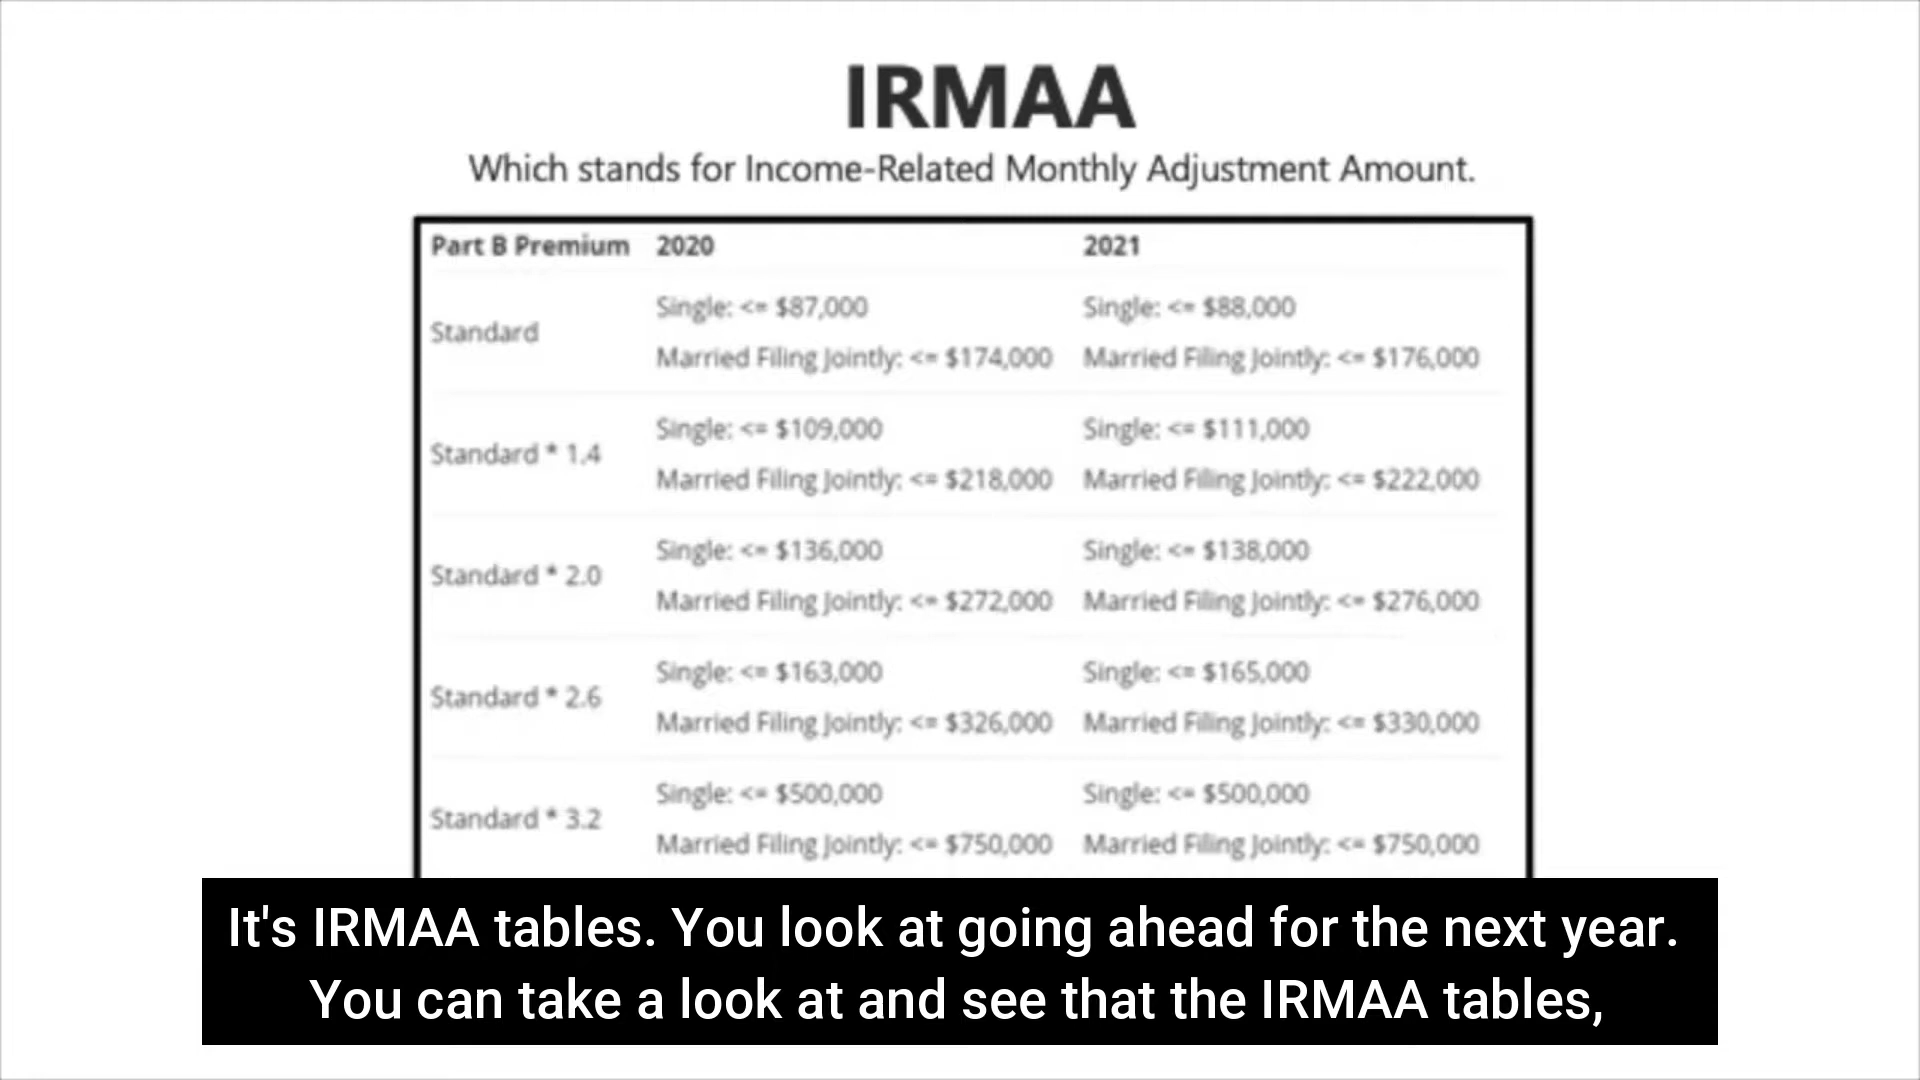 IRMAA
Which stands for Income-Related Monthly Adjustment Amount.
Part B Premium 2020 2021
Standard
Single: <= $87,000 Single: <= $88,000
Married Filing Jointly: <= $174,000 Married Filing Jointly: <= $176,000
Standard * 1.4
Single: <= $109,000 Single: <= $111,000
Married Filing Jointly: <= $218,000 Married Filing Jointly: <= $222,000
Standard * 2.0
Single: <= $136,000 Single: <= $138,000
Married Filing Jointly: <= $272,000 Married Filing Jointly: <= $276,000
Standard * 2.6
Single: <= $163,000 Single: <= $165,000
Married Filing Jointly: <= $326,000 Married Filing Jointly: <= $330,000
Standard * 3.2
Single: <= $500,000 Single: <= $500,000
Married Filing Jointly: <= $750,000 Married Filing Jointly: <= $750,000
It's IRMAA tables. You look at going ahead for the next year.
You can take a look at and see that the IRMAA tables,